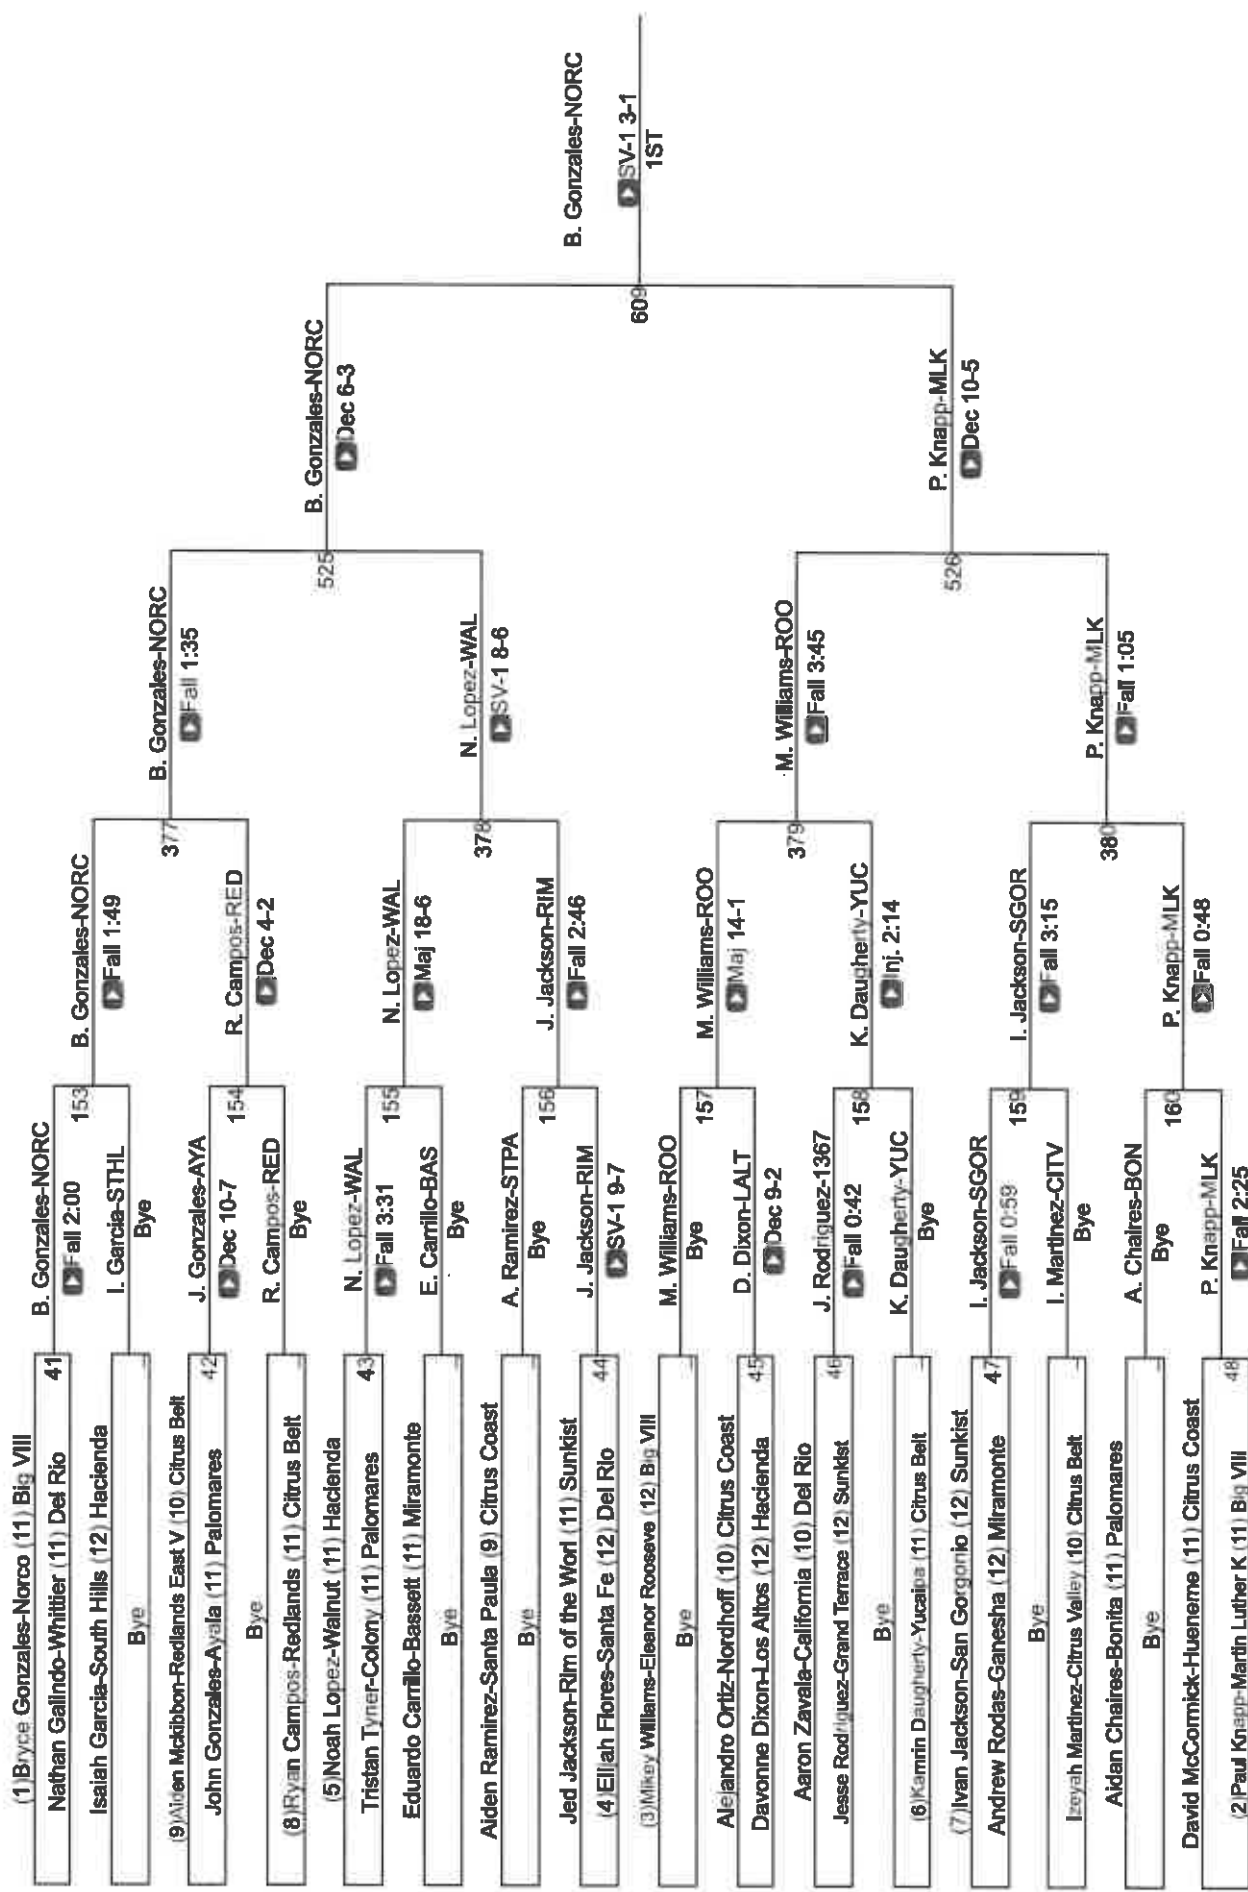 (1)Bryce Gonzales-Norco (11) Big VIII
Nathan Galindo-Whittier (11) Del Rio
41
Isaiah Garcia-South Hills (12) Hacienda
Bye
(9)Aiden Mckibbon-Redlands East V (10) Citrus Belt
John Gonzales-Ayala (11) Palomares
42
Bye
(8)Ryan Campos-Redlands (11) Citrus Belt
(5)Noah Lopez-Walnut (11) Hacienda
Tristan Tyner-Colony (11) Palomares
43
Eduardo Carrillo-Bassett (11) Miramonte
Bye
Aiden Ramirez-Santa Paula (9) Citrus Coast
Bye
Jed Jackson-Rim of the Worl (11) Sunkist
(4)Elijah Flores-Santa Fe (12) Del Rio
44
(3)Mikey Williams-Eleanor Rooseve (12) Big VIII
Bye
Alejandro Ortiz-Nordhoff (10) Citrus Coast
Davonne Dixon-Los Altos (12) Hacienda
45
Aaron Zavala-California (10) Del Rio
Jesse Rodriguez-Grand Terrace (12) Sunkist
46
Bye
(6)Kamrin Daugherty-Yucaipa (11) Citrus Belt
(7)Ivan Jackson-San Gorgonio (12) Sunkist
Andrew Rodas-Ganesha (12) Miramonte
47
Bye
Izeyah Martinez-Citrus Valley (10) Citrus Belt
Aidan Chaires-Bonita (11) Palomares
Bye
David McCormick-Hueneme (11) Citrus Coast
(2)Paul Knapp-Martin Luther K (11) Big VIII
48
B. Gonzales-NORC
Fall 2:00
153
I. Garcia-STHL
Bye
J. Gonzales-AYA
Dec 10-7
154
R. Campos-RED
Bye
N. Lopez-WAL
Fall 3:31
155
E. Carrillo-BAS
Bye
A. Ramirez-STPA
Bye
156
J. Jackson-RIM
SV-1 9-7
M. Williams-ROO
Bye
157
D. Dixon-LALT
Dec 9-2
J. Rodriguez-1367
Fall 0:42
158
K. Daugherty-YUC
Bye
I. Jackson-SGOR
Fall 0:59
159
I. Martinez-CITV
Bye
A. Chaires-BON
Bye
160
P. Knapp-MLK
Fall 2:25
B. Gonzales-NORC
Fall 1:49
377
R. Campos-RED
Dec 4-2
N. Lopez-WAL
Maj 18-6
378
J. Jackson-RIM
Fall 2:46
M. Williams-ROO
Maj 14-1
379
K. Daugherty-YUC
Inj. 2:14
I. Jackson-SGOR
Fall 3:15
380
P. Knapp-MLK
Fall 0:48
B. Gonzales-NORC
Fall 1:35
525
N. Lopez-WAL
SV-1 8-6
M. Williams-ROO
Fall 3:45
526
P. Knapp-MLK
Fall 1:05
B. Gonzales-NORC
Dec 6-3
609
P. Knapp-MLK
Dec 10-5
B. Gonzales-NORC
SV-1 3-1
1ST